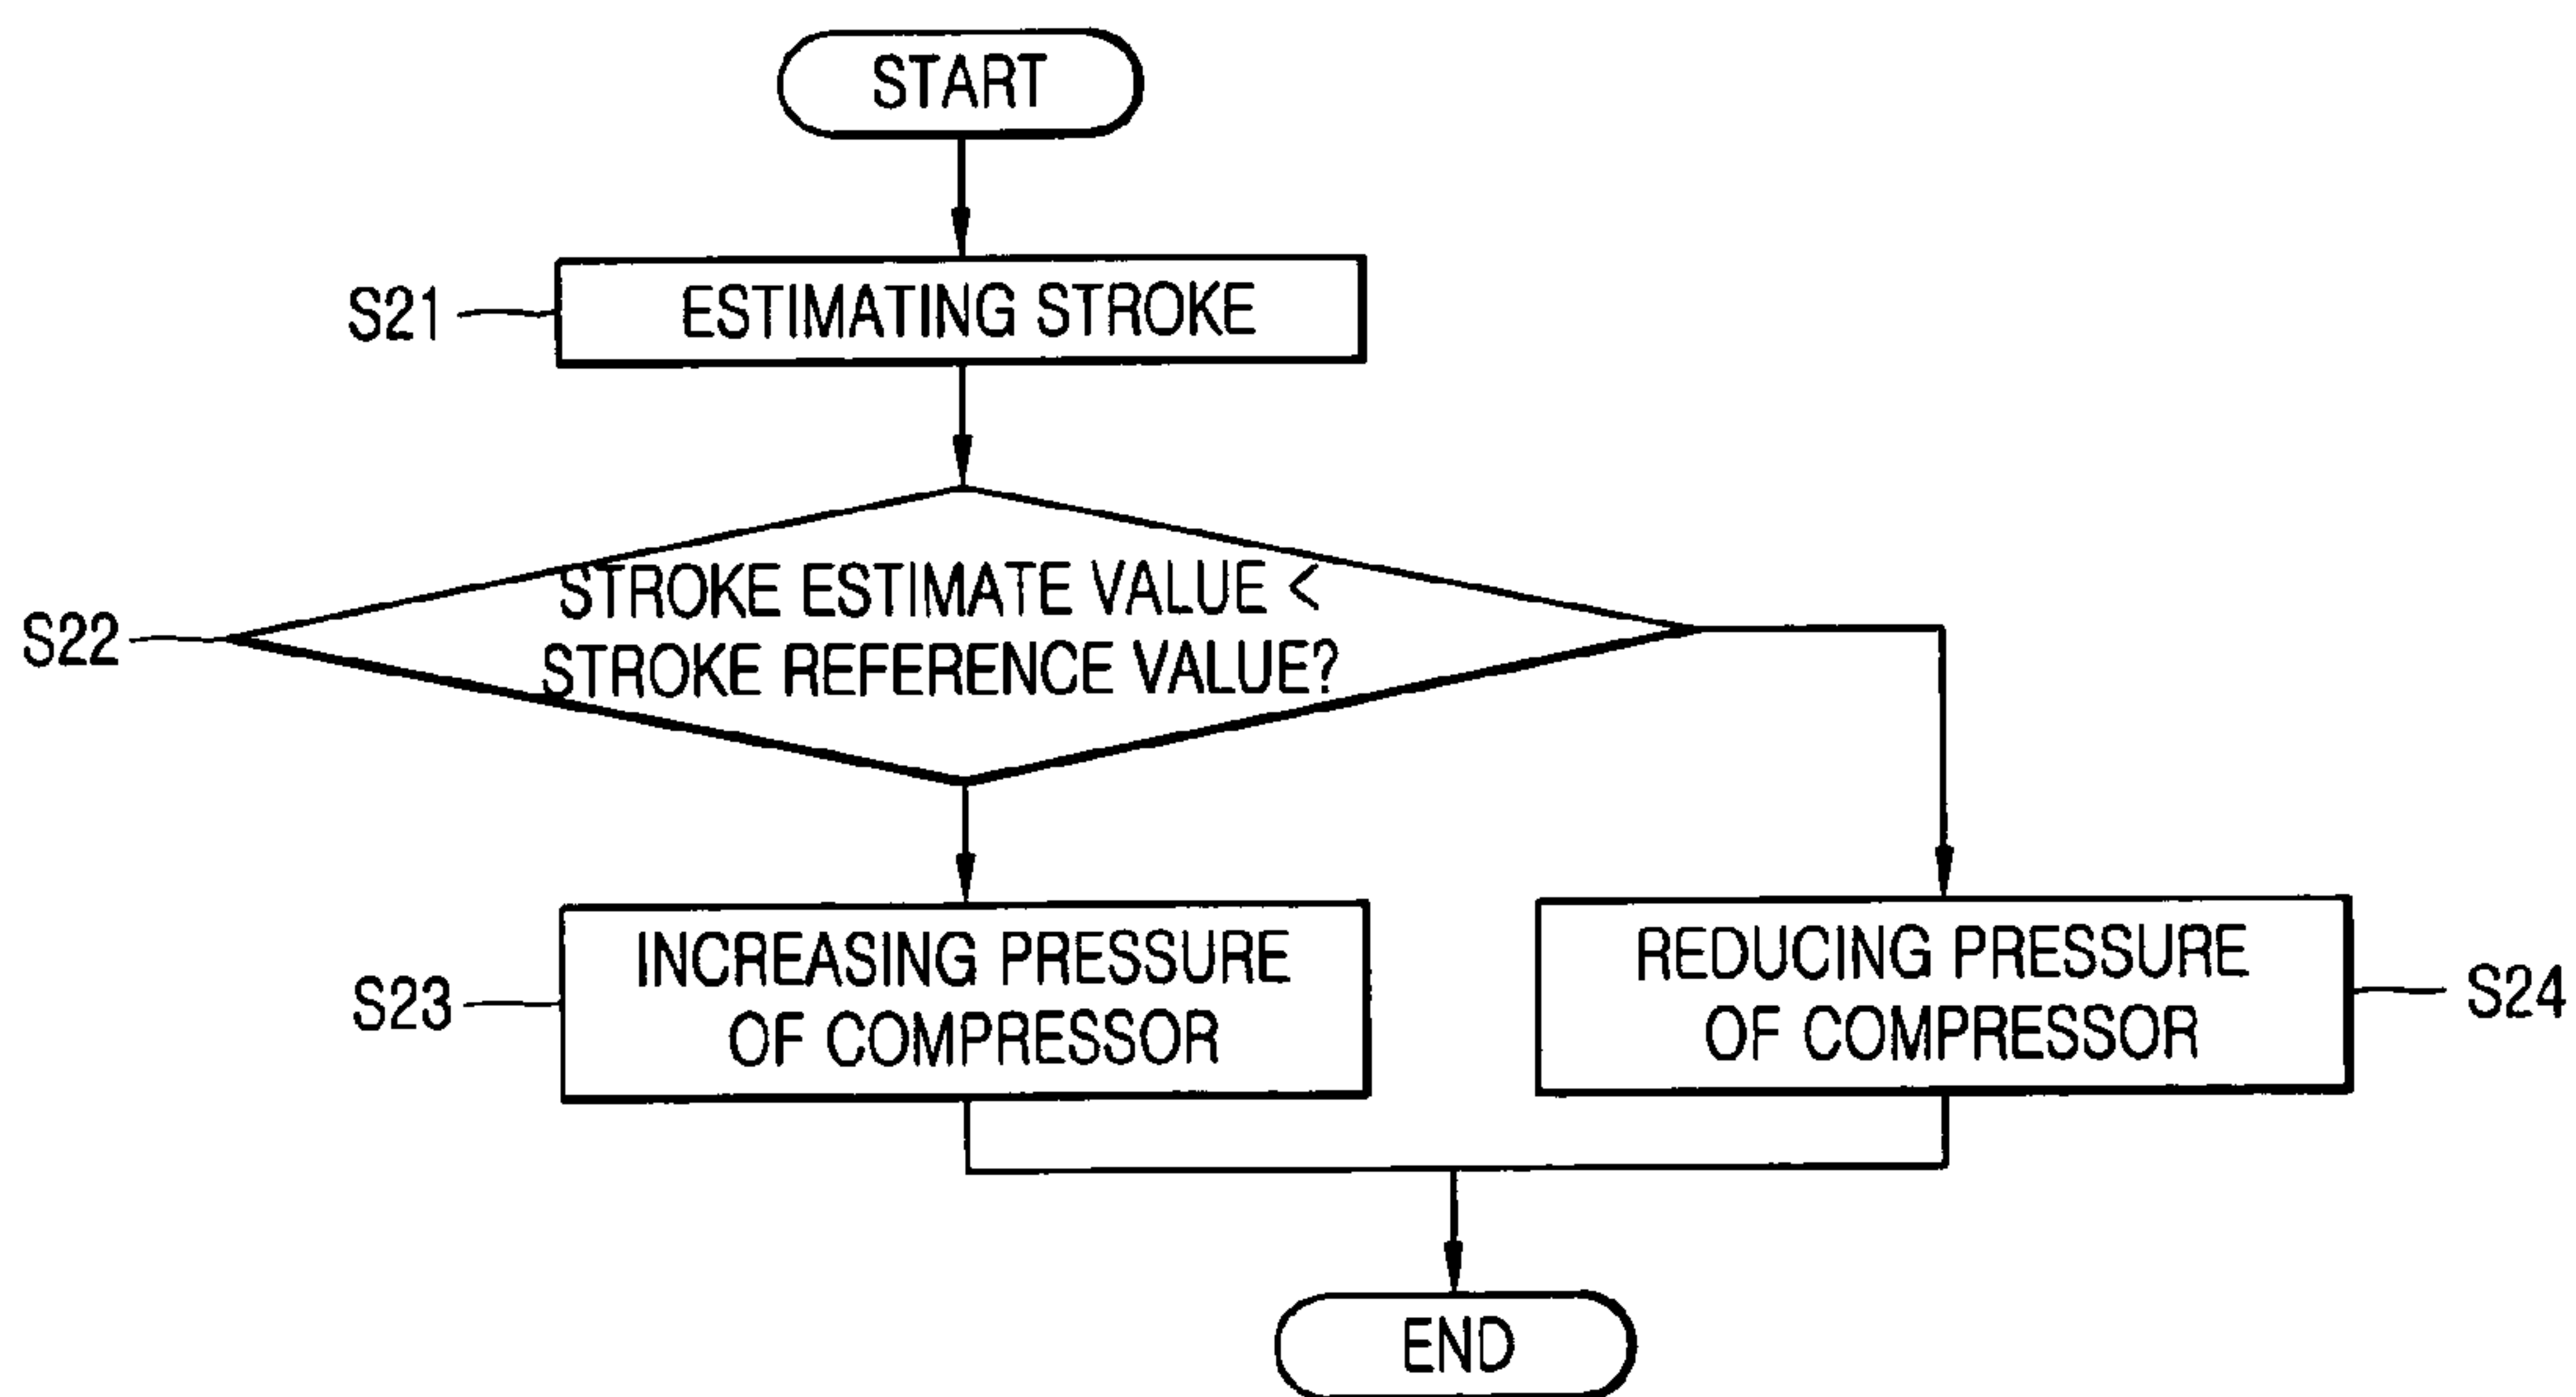 START
S21
ESTIMATING STROKE
S22
STROKE ESTIMATE VALUE <
STROKE REFERENCE VALUE?
S23
INCREASING PRESSURE
OF COMPRESSOR
REDUCING PRESSURE
OF COMPRESSOR
S24
END